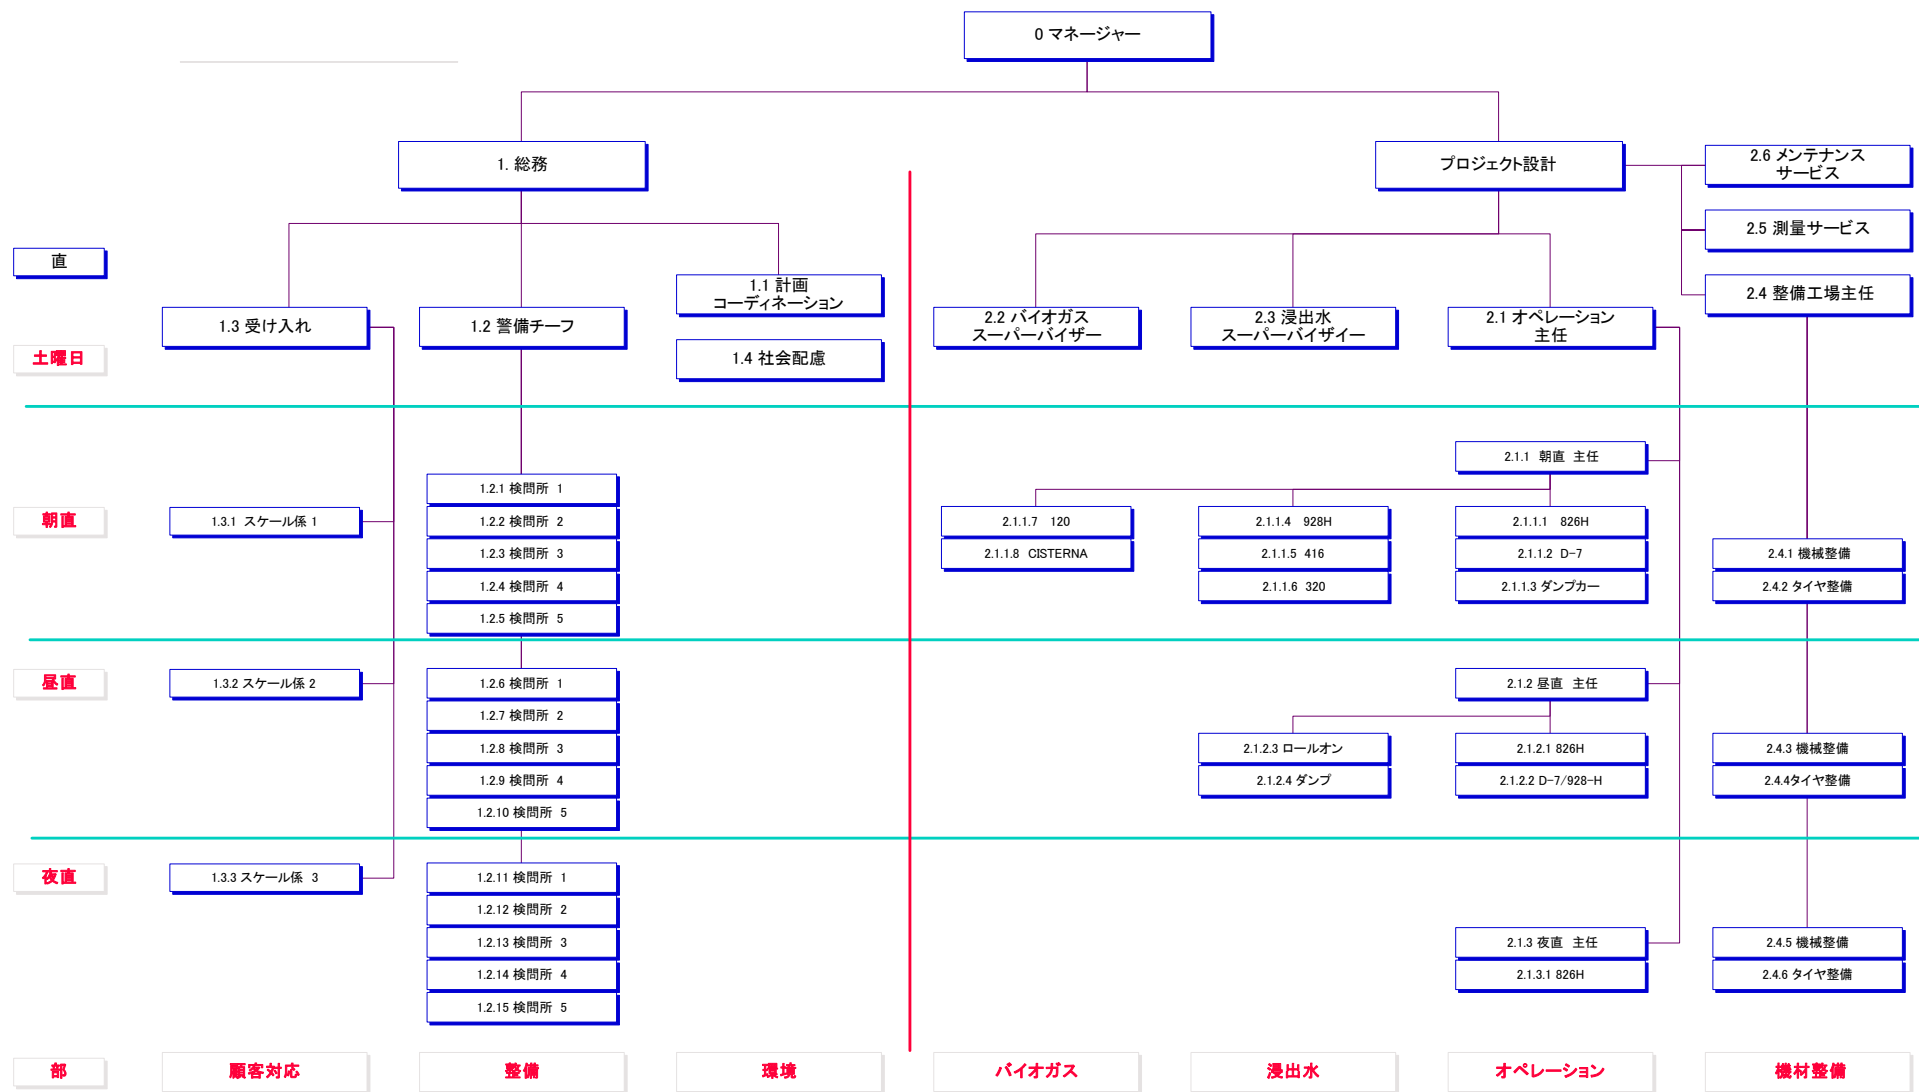 0 マネージャー
1. 総務
プロジェクト設計
2.6 メンテナンス
サービス
2.5 測量サービス
2.4 整備工場主任
直
1.1 計画
コーディネーション
1.3 受け入れ
1.2 警備チーフ
2.2 バイオガス
スーパーバイザー
2.3 浸出水
スーパーバイザイー
2.1 オペレーション
主任
土曜日
1.4 社会配慮
2.1.1 朝直 主任
朝直
1.3.1 スケール係 1
1.2.1 検問所 1
1.2.2 検問所 2
1.2.3 検問所 3
1.2.4 検問所 4
1.2.5 検問所 5
2.1.1.7 120
2.1.1.8 CISTERNA
2.1.1.4 928H
2.1.1.5 416
2.1.1.6 320
2.1.1.1 826H
2.1.1.2 D-7
2.1.1.3 ダンプカー
2.4.1 機械整備
2.4.2 タイヤ整備
昼直
1.3.2 スケール係 2
1.2.6 検問所 1
1.2.7 検問所 2
1.2.8 検問所 3
1.2.9 検問所 4
1.2.10 検問所 5
2.1.2 昼直 主任
2.1.2.3 ロールオン
2.1.2.4 ダンプ
2.1.2.1 826H
2.1.2.2 D-7/928-H
2.4.3 機械整備
2.4.4タイヤ整備
夜直
1.3.3 スケール係 3
1.2.11 検問所 1
1.2.12 検問所 2
1.2.13 検問所 3
1.2.14 検問所 4
1.2.15 検問所 5
2.1.3 夜直 主任
2.1.3.1 826H
2.4.5 機械整備
2.4.6 タイヤ整備
部
顧客対応
整備
環境
バイオガス
浸出水
オペレーション
機材整備